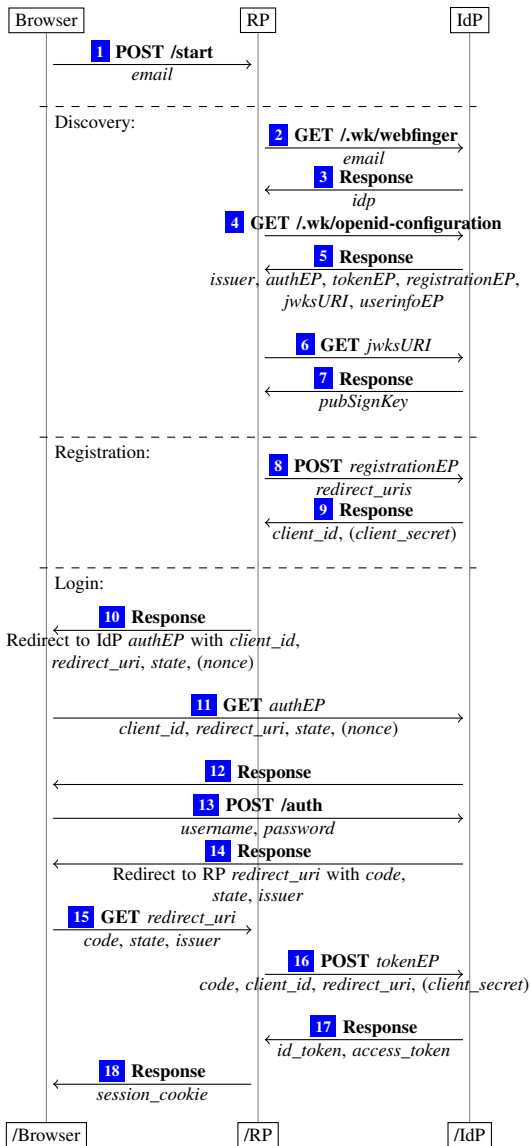 Browser RP IdP
1 POST /start
email
Discovery:
2 GET /.wk/webfinger
email
3 Response
idp
4 GET /.wk/openid-configuration
5 Response
issuer, authEP, tokenEP, registrationEP,
jwksURI, userinfoEP
6 GET jwksURI
7 Response
pubSignKey
Registration:
8 POST registrationEP
redirect_uris
9 Response
client_id, (client_secret)
Login:
10 Response
Redirect to IdP authEP with client_id,
redirect_uri, state, (nonce)
11 GET authEP
client_id, redirect_uri, state, (nonce)
12 Response
13 POST /auth
username, password
14 Response
Redirect to RP redirect_uri with code,
state, issuer
15 GET redirect_uri
code, state, issuer
16 POST tokenEP
code, client_id, redirect_uri, (client_secret)
17 Response
id_token, access_token
18 Response
session_cookie
/Browser /RP /IdP